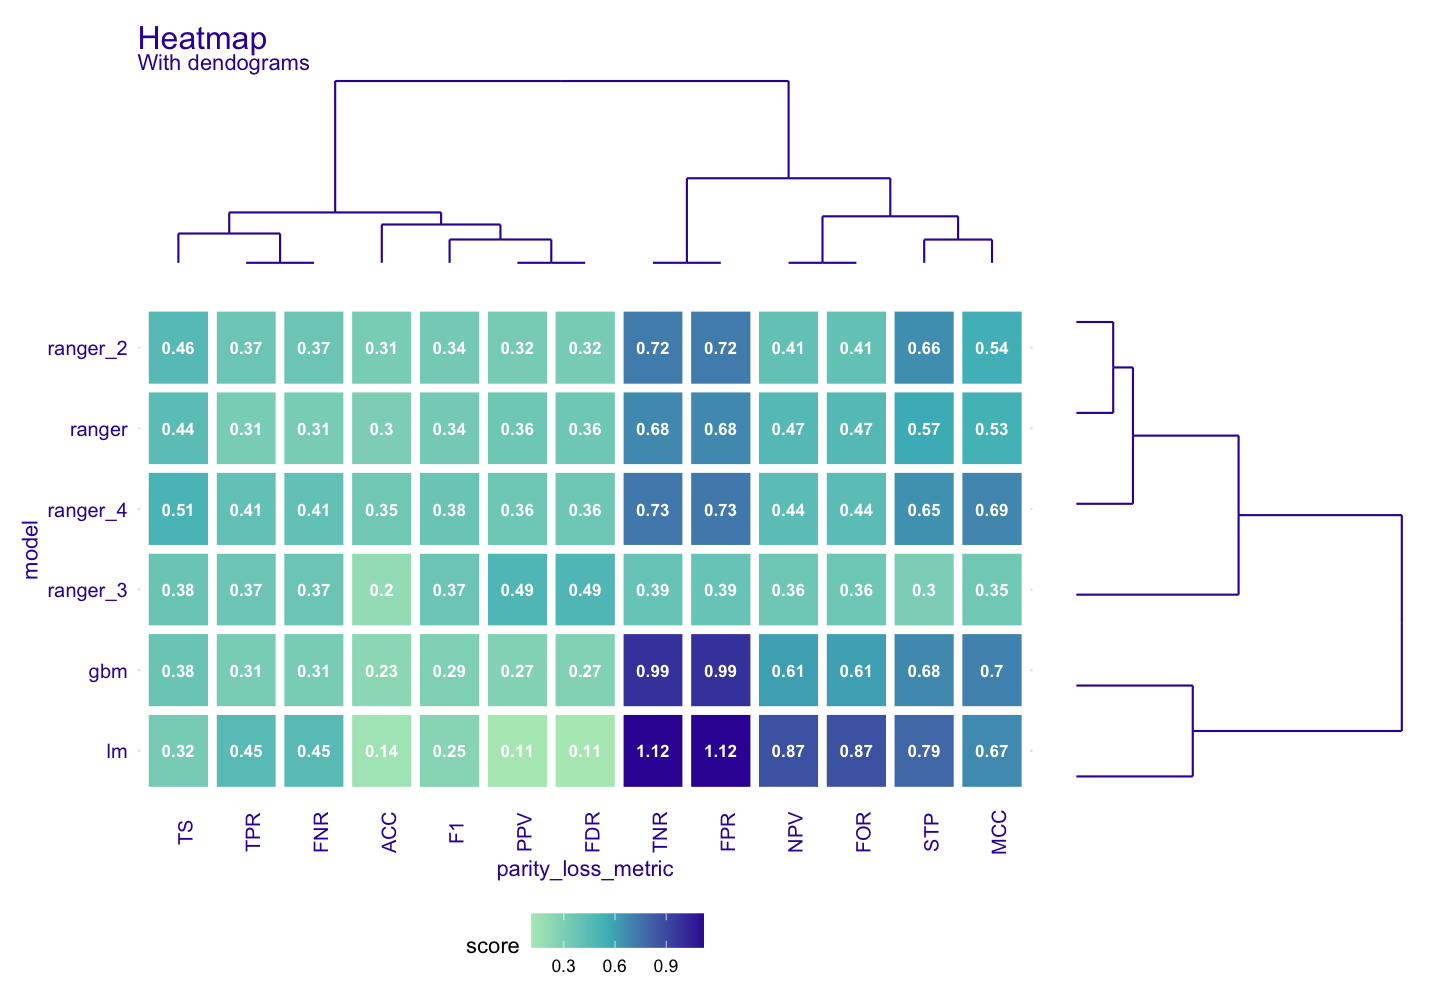 Heatmap
With dendograms
ranger_2 0.46 0.37 0.37 0.31 0.34 0.32 0.32 0.72 0.72 0.41 0.41 0.66 0.54
ranger 0.44 0.31 0.31 0.3 0.34 0.36 0.36 0.68 0.68 0.47 0.47 0.57 0.53
ranger_4 0.51 0.41 0.41 0.35 0.38 0.36 0.36 0.73 0.73 0.44 0.44 0.65 0.69
ranger_3 0.38 0.37 0.37 0.2 0.37 0.49 0.49 0.39 0.39 0.36 0.36 0.3 0.35
gbm 0.38 0.31 0.31 0.23 0.29 0.27 0.27 0.99 0.99 0.61 0.61 0.68 0.7
lm 0.32 0.45 0.45 0.14 0.25 0.11 0.11 1.12 1.12 0.87 0.87 0.79 0.67
model
TS TPR FNR ACC F1 PPV FDR TNR FPR NPV FOR STP MCC
parity_loss_metric
score
0.3 0.6 0.9